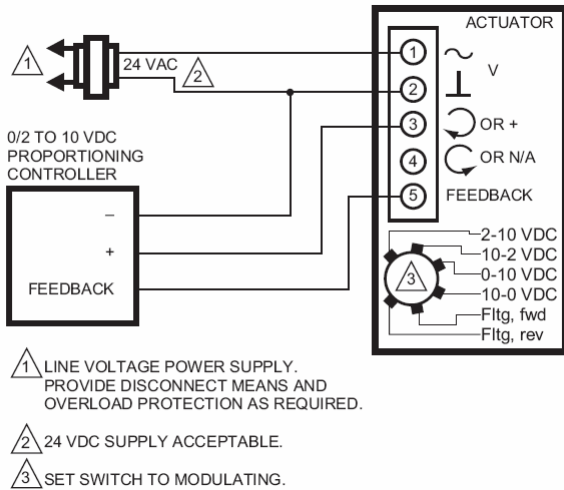 ACTUATOR
1
24 VAC
2
1
V
2
3
OR +
4
OR N/A
5
FEEDBACK
0/2 TO 10 VDC
PROPORTIONING
CONTROLLER
–
+
FEEDBACK
2-10 VDC
10-2 VDC
0-10 VDC
10-0 VDC
Fltg, fwd
Fltg, rev
3
1 LINE VOLTAGE POWER SUPPLY.
PROVIDE DISCONNECT MEANS AND
OVERLOAD PROTECTION AS REQUIRED.
2 24 VDC SUPPLY ACCEPTABLE.
3 SET SWITCH TO MODULATING.